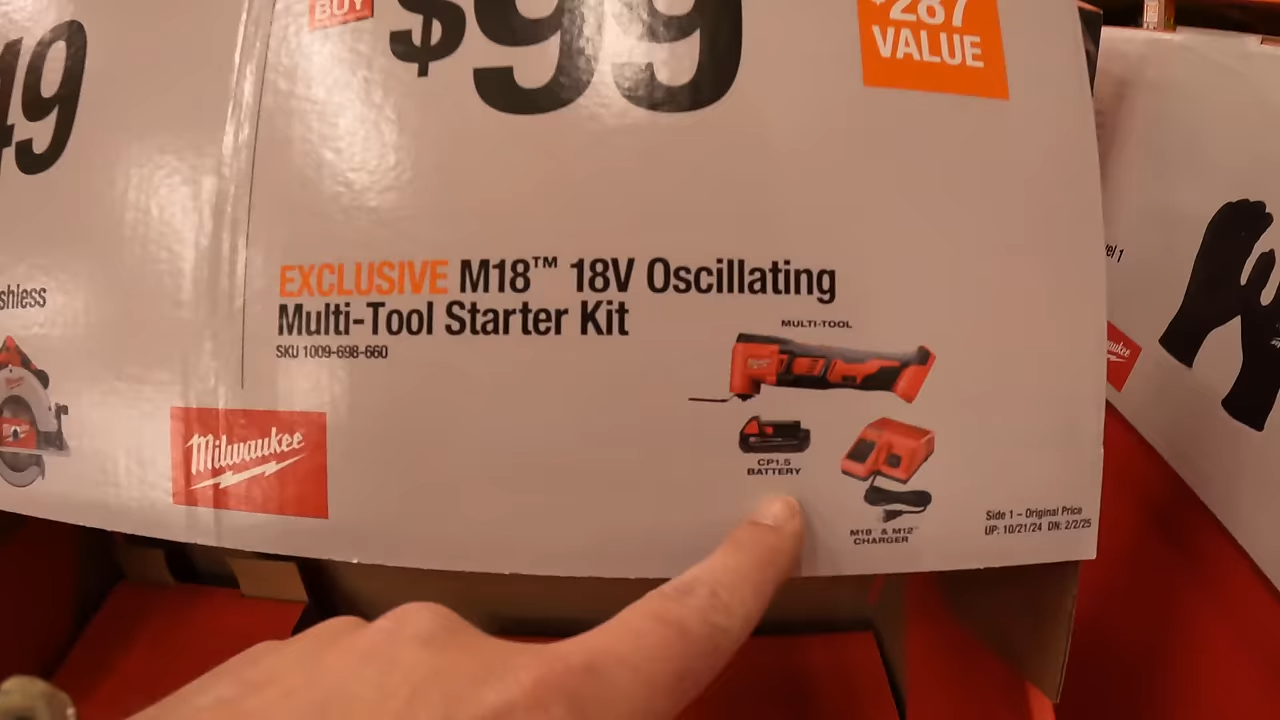 BUY
$99
$287
VALUE
49
EXCLUSIVE M18™ 18V Oscillating
Multi-Tool Starter Kit
SKU 1009-698-660
shless
MULTI-TOOL
Milwaukee
CP1.5
BATTERY
M18™ & M12™
CHARGER
Side 1 – Original Price
UP: 10/21/24 DN: 2/2/25
vel 1